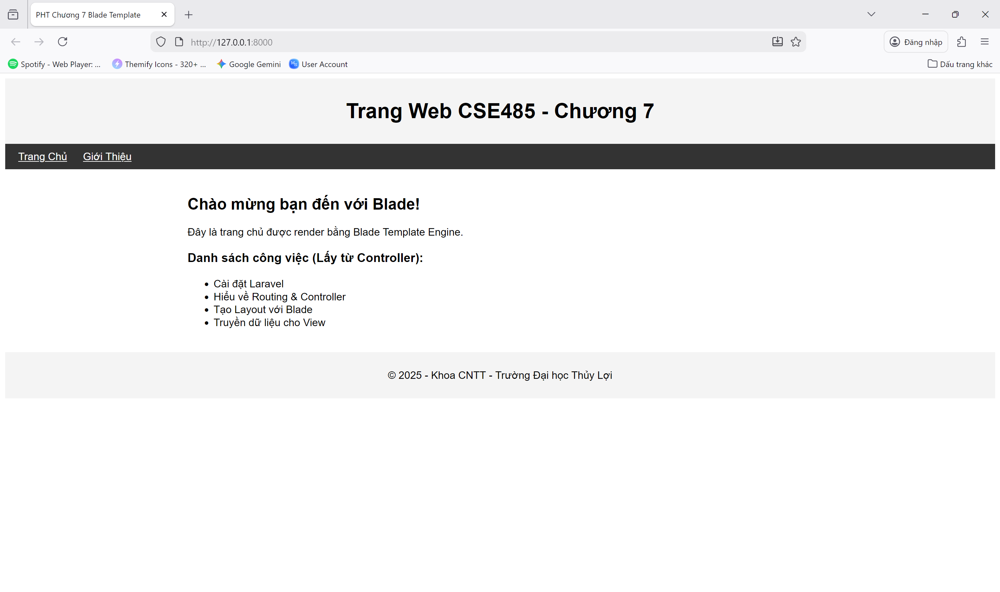 PHT Chương 7 Blade Template
http://127.0.0.1:8000
Đăng nhập
Spotify - Web Player: ...
Themify Icons - 320+ ...
Google Gemini
MS
User Account
Dấu trang khác
Trang Web CSE485 - Chương 7
Trang Chủ
Giới Thiệu
Chào mừng bạn đến với Blade!
Đây là trang chủ được render bằng Blade Template Engine.
Danh sách công việc (Lấy từ Controller):
• Cài đặt Laravel
• Hiểu về Routing & Controller
• Tạo Layout với Blade
• Truyền dữ liệu cho View
© 2025 - Khoa CNTT - Trường Đại học Thủy Lợi